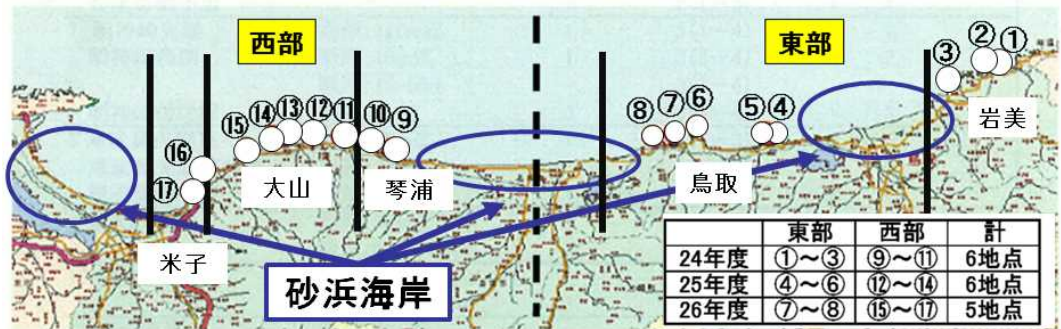 西部
東部
② ①
③
岩美
⑮ ⑭ ⑬ ⑫ ⑪ ⑩ ⑨
⑧ ⑦ ⑥
⑤ ④
⑯
⑰
大山
琴浦
鳥取
米子
砂浜海岸
東部 西部 計
24年度 ①～③ ⑨～⑪ 6地点
25年度 ④～⑥ ⑫～⑭ 6地点
26年度 ⑦～⑧ ⑮～⑰ 5地点